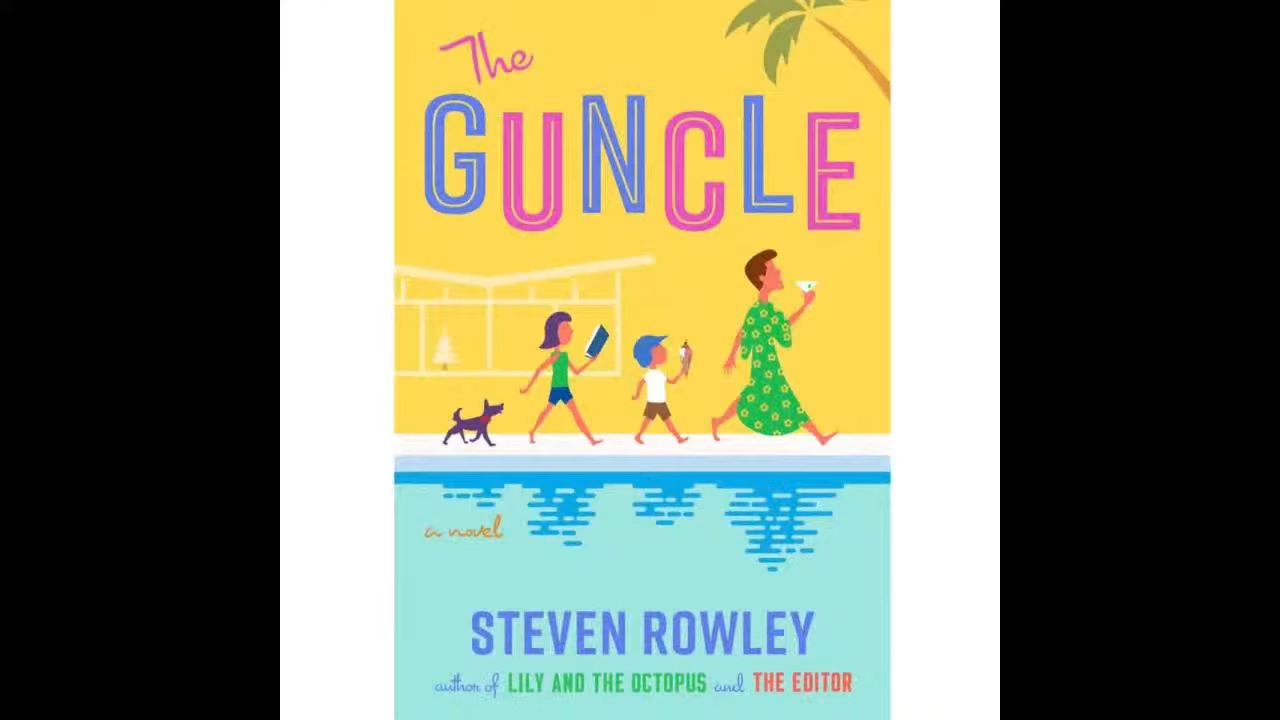 The
GUNCLE
a novel
STEVEN ROWLEY
author of LILY AND THE OCTOPUS and THE EDITOR